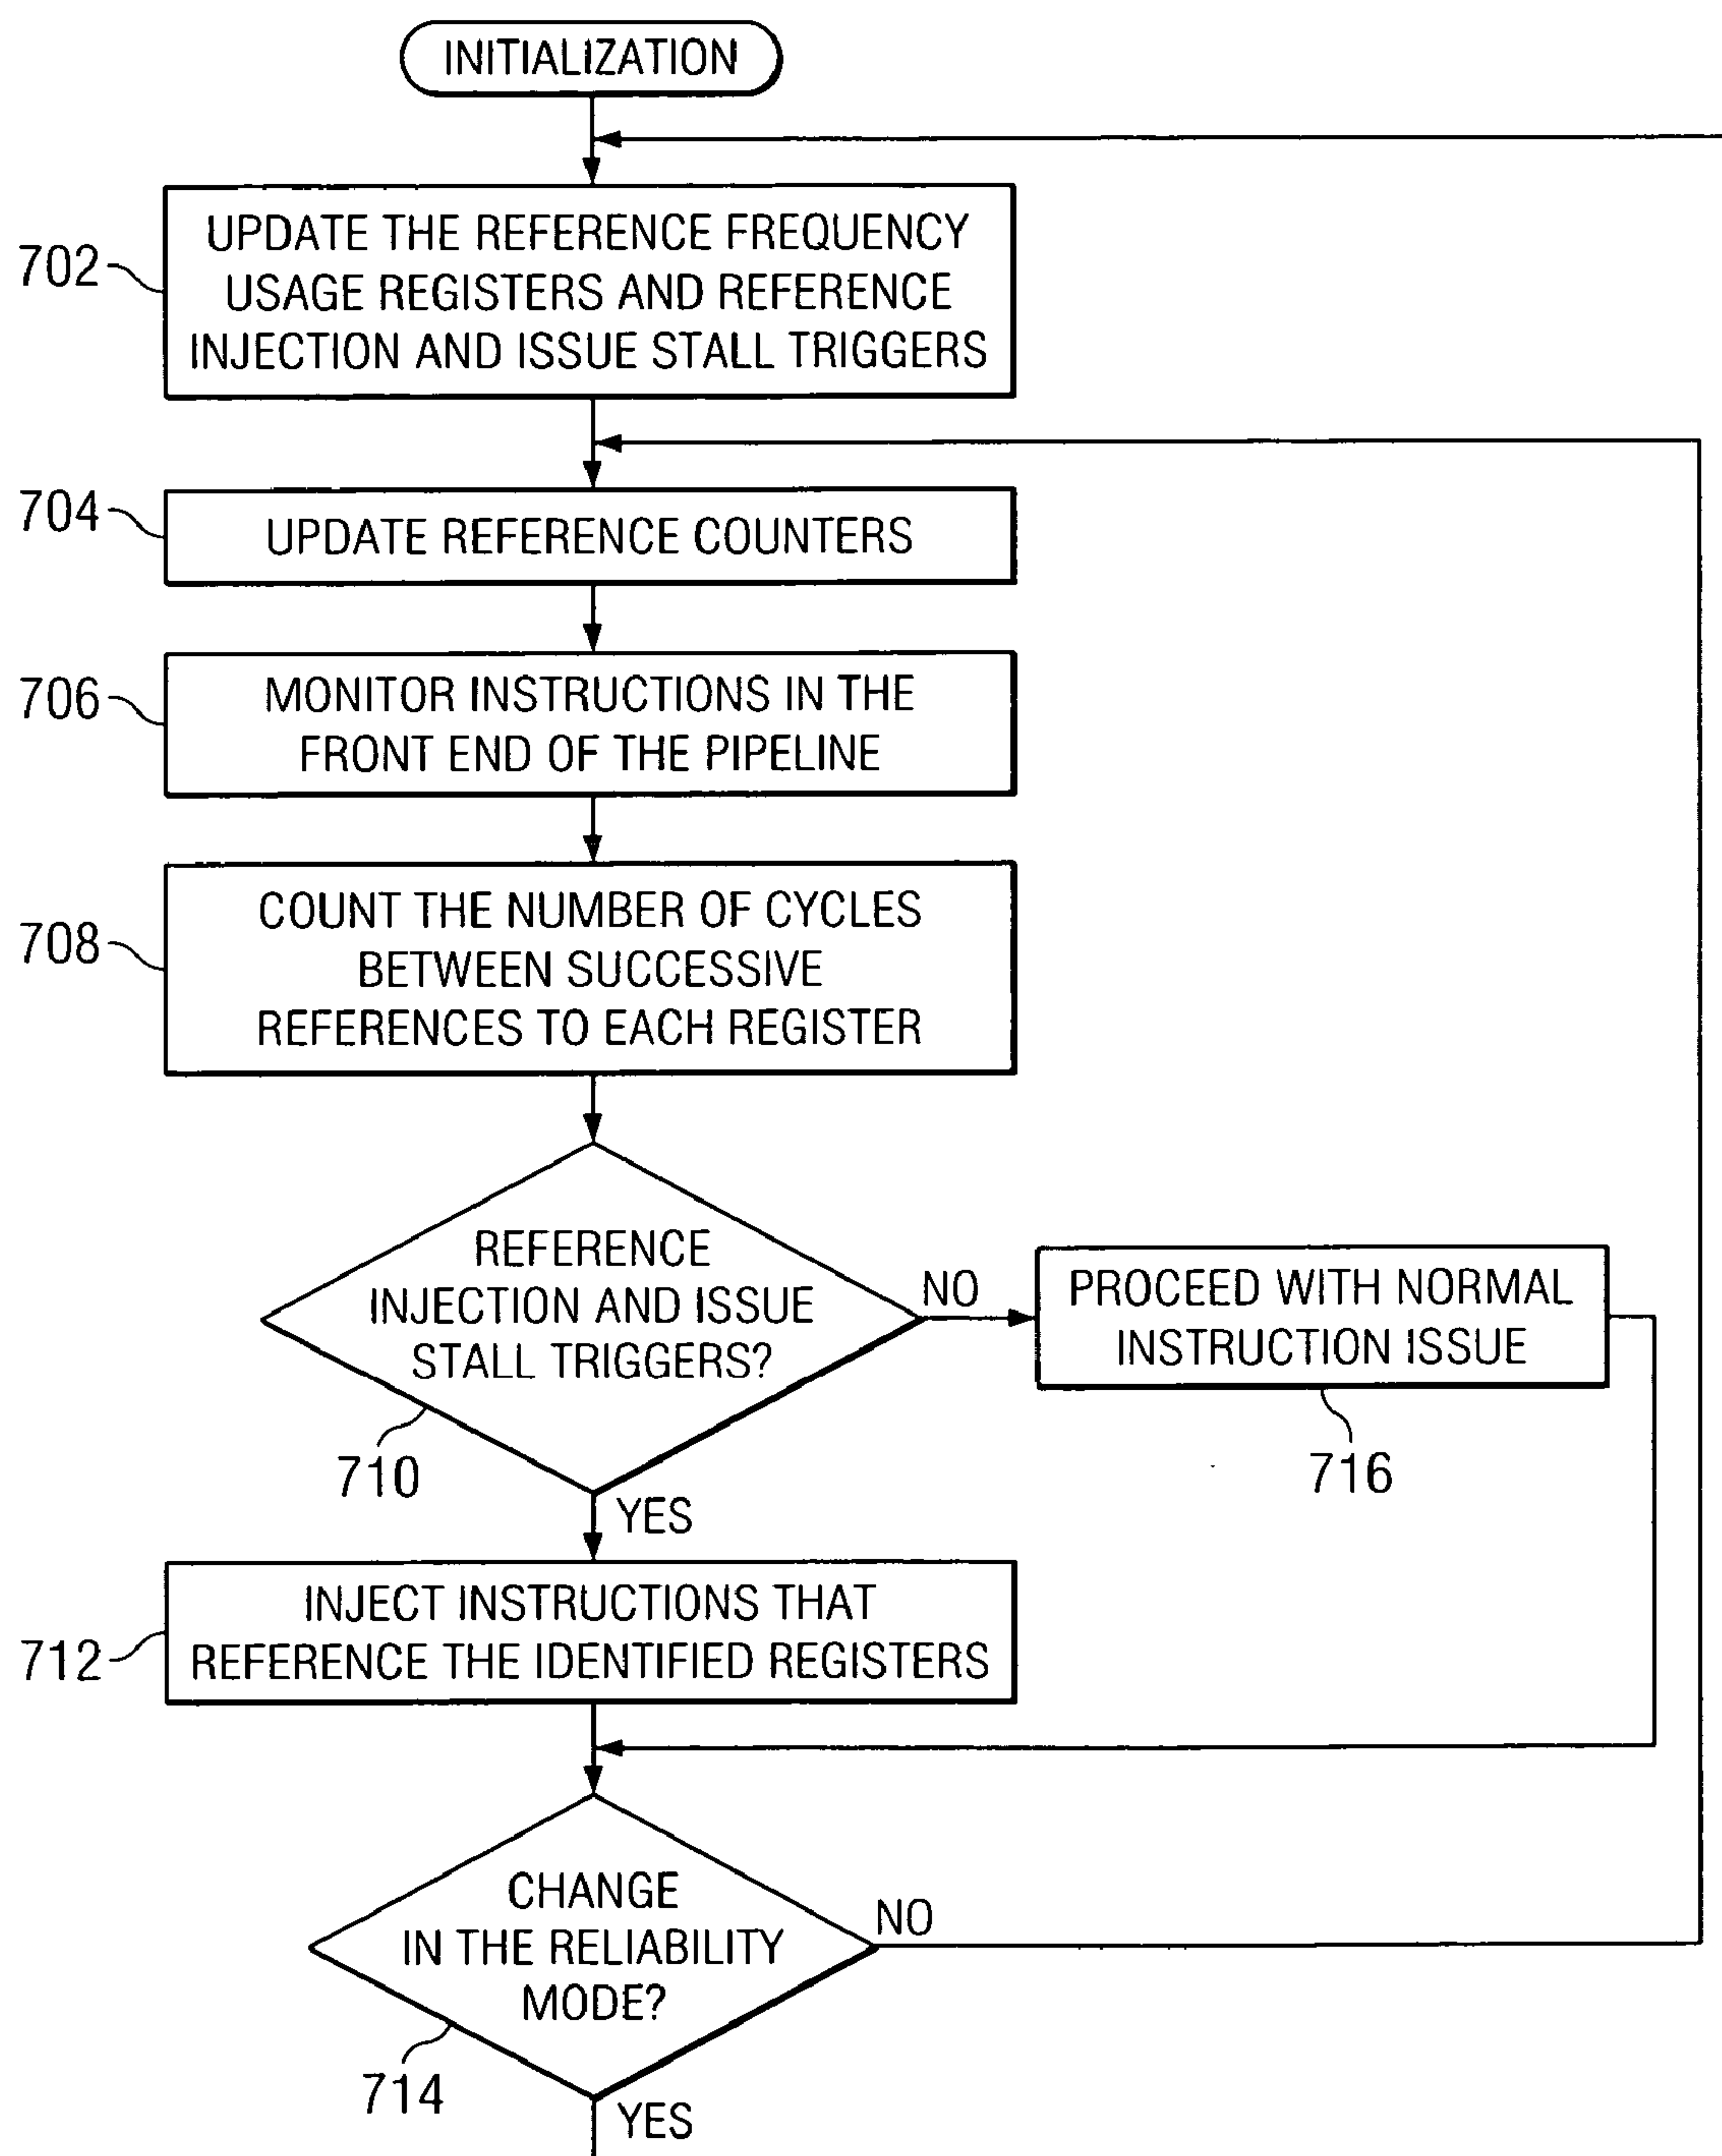 INITIALIZATION
702
UPDATE THE REFERENCE FREQUENCY
USAGE REGISTERS AND REFERENCE
INJECTION AND ISSUE STALL TRIGGERS
704
UPDATE REFERENCE COUNTERS
706
MONITOR INSTRUCTIONS IN THE
FRONT END OF THE PIPELINE
708
COUNT THE NUMBER OF CYCLES
BETWEEN SUCCESSIVE
REFERENCES TO EACH REGISTER
REFERENCE
INJECTION AND ISSUE
STALL TRIGGERS?
710
NO
PROCEED WITH NORMAL
INSTRUCTION ISSUE
716
YES
712
INJECT INSTRUCTIONS THAT
REFERENCE THE IDENTIFIED REGISTERS
CHANGE
IN THE RELIABILITY
MODE?
714
NO
YES